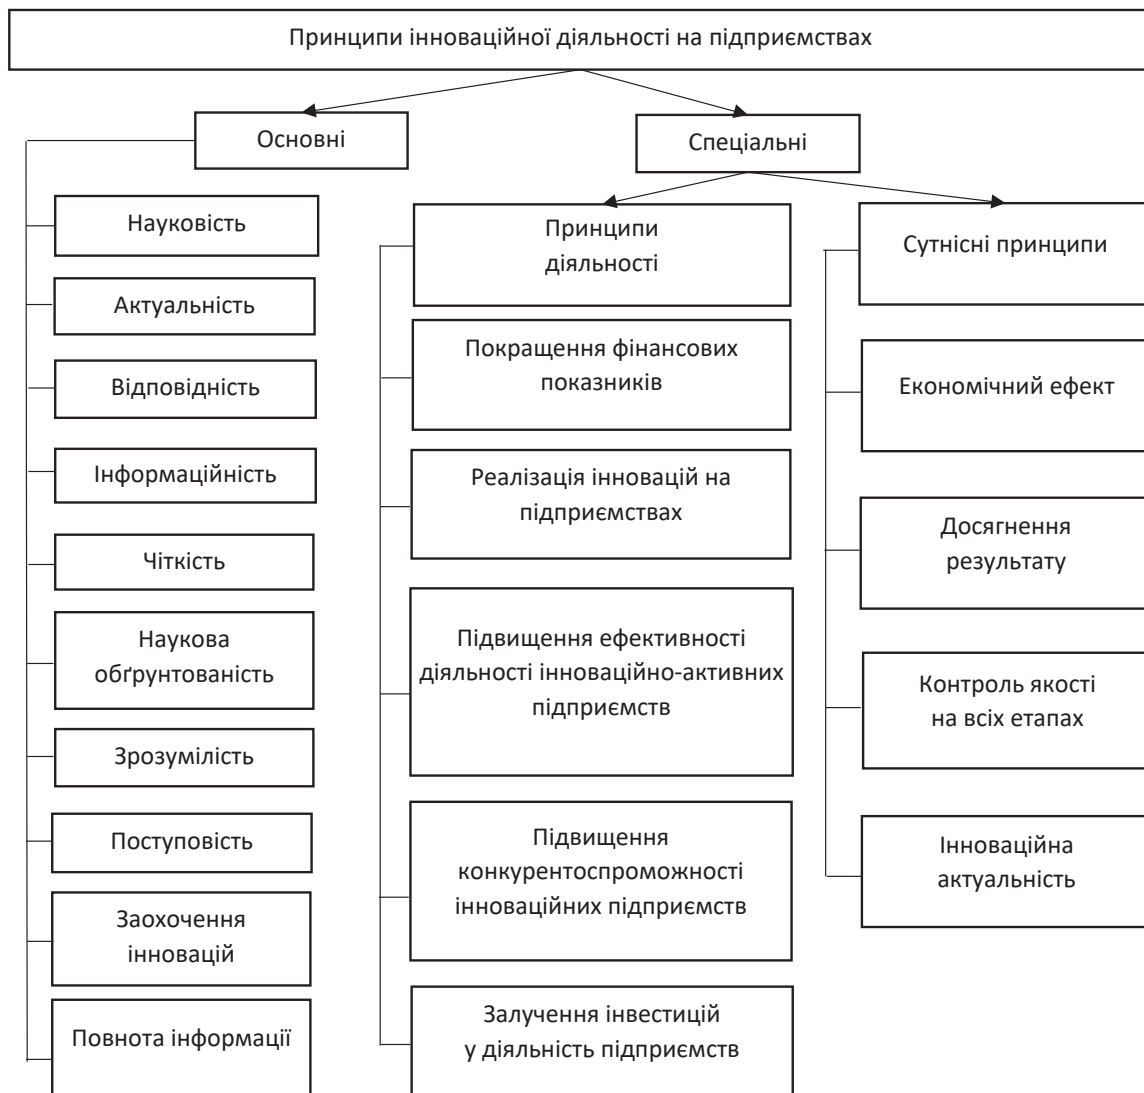 Принципи інноваційної діяльності на підприємствах
Основні
Спеціальні
Науковість
Актуальність
Відповідність
Інформаційність
Чіткість
Наукова
обґрунтованість
Зрозумілість
Поступовість
Заохочення
інновацій
Повнота інформації
Принципи
діяльності
Покращення фінансових
показників
Реалізація інновацій на
підприємствах
Підвищення ефективності
діяльності інноваційно-активних
підприємств
Підвищення
конкурентоспроможності
інноваційних підприємств
Залучення інвестицій
у діяльність підприємств
Сутнісні принципи
Економічний ефект
Досягнення
результату
Контроль якості
на всіх етапах
Інноваційна
актуальність